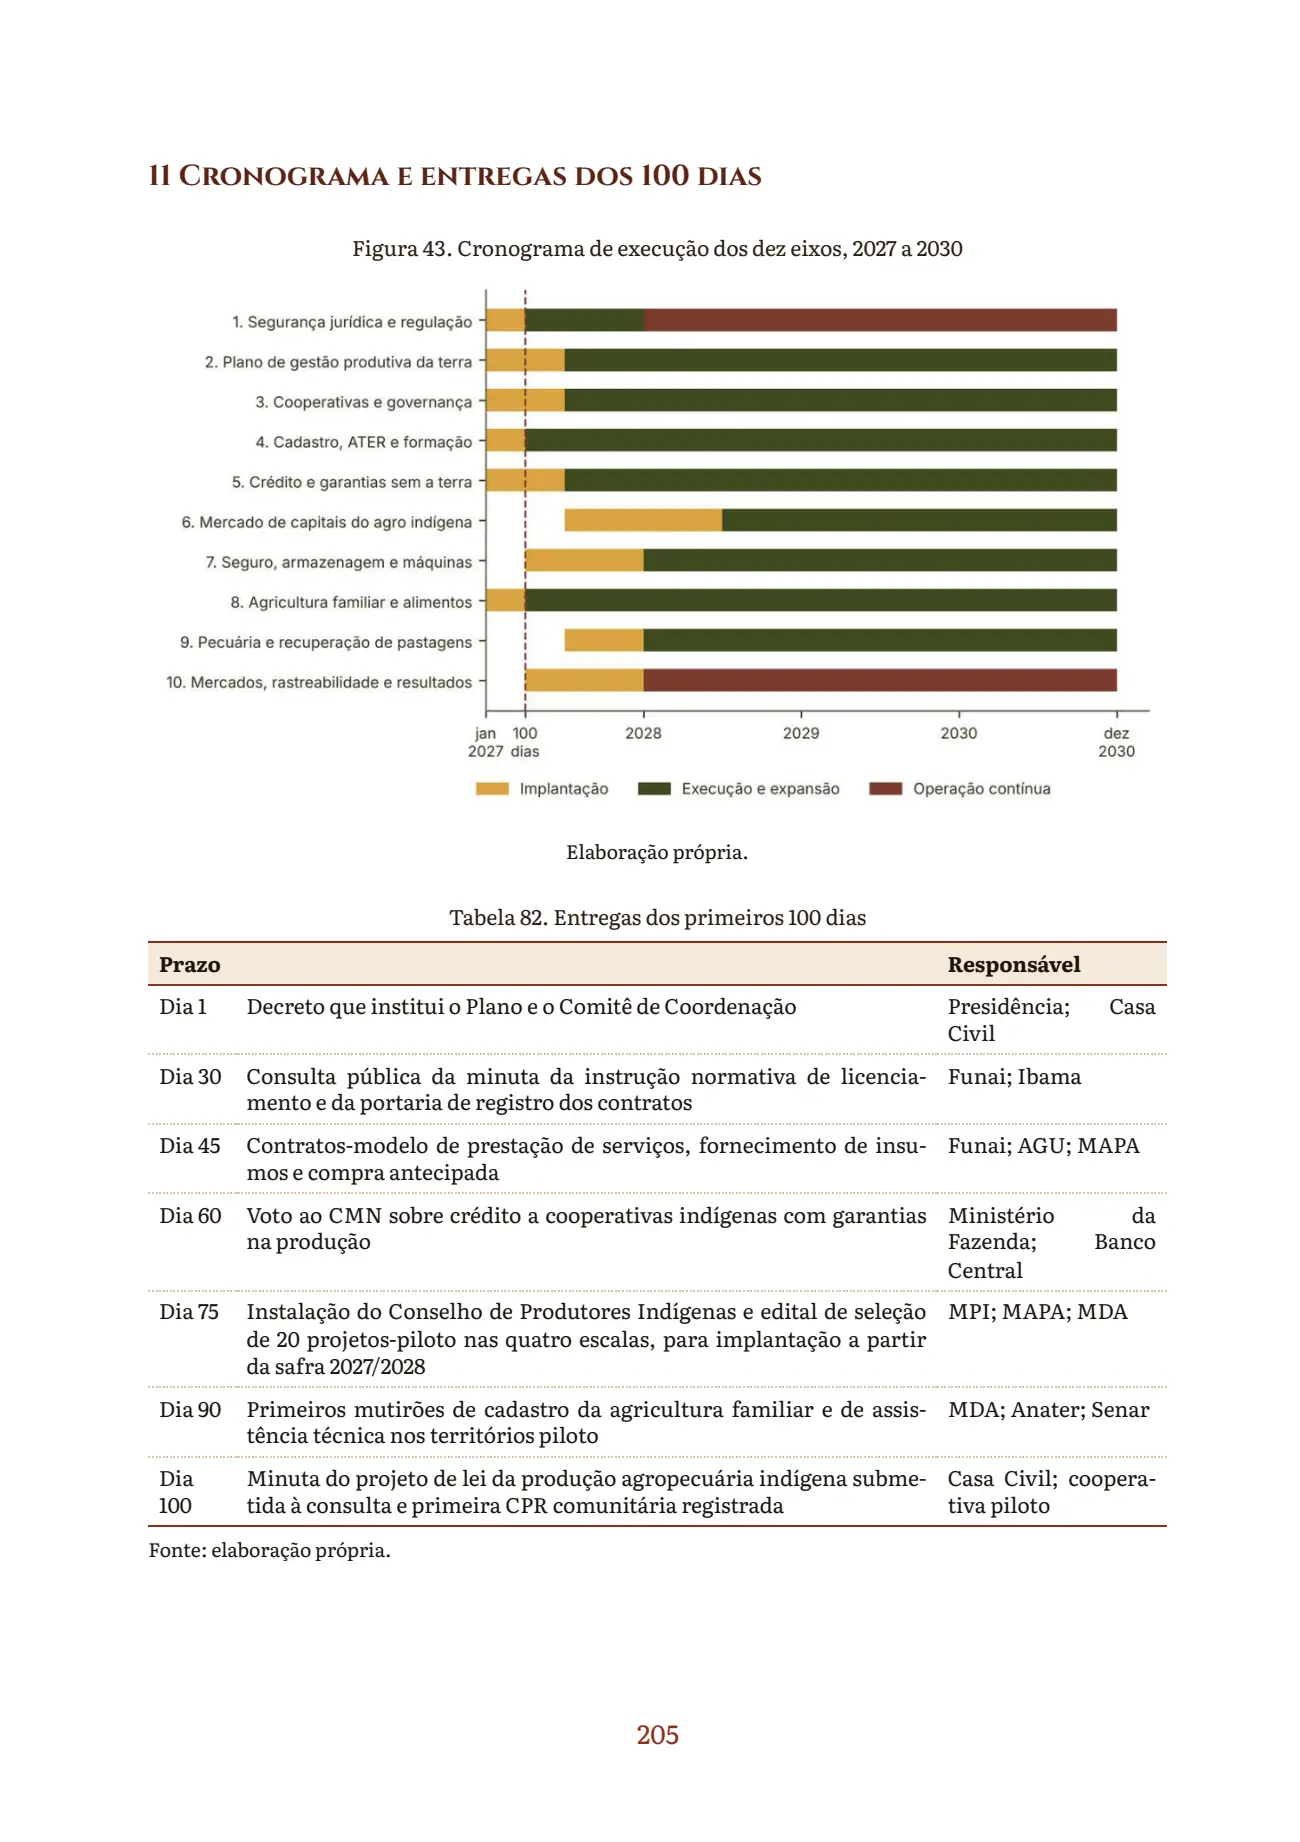 11 Cronograma e entregas dos 100 dias
Figura 43. Cronograma de execução dos dez eixos, 2027 a 2030
1. Segurança jurídica e regulação
2. Plano de gestão produtiva da terra
3. Cooperativas e governança
4. Cadastro, ATER e formação
5. Crédito e garantias sem a terra
6. Mercado de capitais do agro indígena
7. Seguro, armazenagem e máquinas
8. Agricultura familiar e alimentos
9. Pecuária e recuperação de pastagens
10. Mercados, rastreabilidade e resultados
jan 100 2028 2029 2030 dez
2027 dias 2030
Implantação Execução e expansão Operação contínua
Elaboração própria.
Tabela 82. Entregas dos primeiros 100 dias
Prazo Responsável
Dia 1 Decreto que institui o Plano e o Comitê de Coordenação Presidência; Casa
Civil
Dia 30 Consulta pública da minuta da instrução normativa de licencia- Funai; Ibama
mento e da portaria de registro dos contratos
Dia 45 Contratos-modelo de prestação de serviços, fornecimento de insu- Funai; AGU; MAPA
mos e compra antecipada
Dia 60 Voto ao CMN sobre crédito a cooperativas indígenas com garantias Ministério da
na produção Fazenda; Banco
Central
Dia 75 Instalação do Conselho de Produtores Indígenas e edital de seleção MPI; MAPA; MDA
de 20 projetos-piloto nas quatro escalas, para implantação a partir
da safra 2027/2028
Dia 90 Primeiros mutirões de cadastro da agricultura familiar e de assis- MDA; Anater; Senar
tência técnica nos territórios piloto
Dia Minuta do projeto de lei da produção agropecuária indígena subme- Casa Civil; coopera-
100 tida à consulta e primeira CPR comunitária registrada tiva piloto
Fonte: elaboração própria.
205